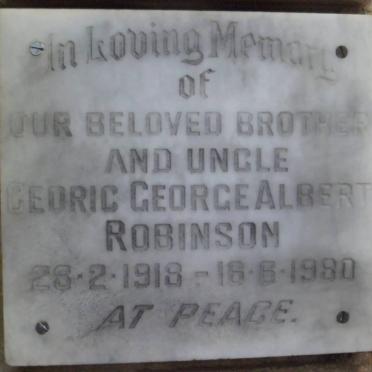 In Loving Memory
of
OUR BELOVED BROTHER
AND UNCLE
CEDRIC GEORGE ALBERT
ROBINSON
28·2·1918 - 16·6·1980
AT PEACE.